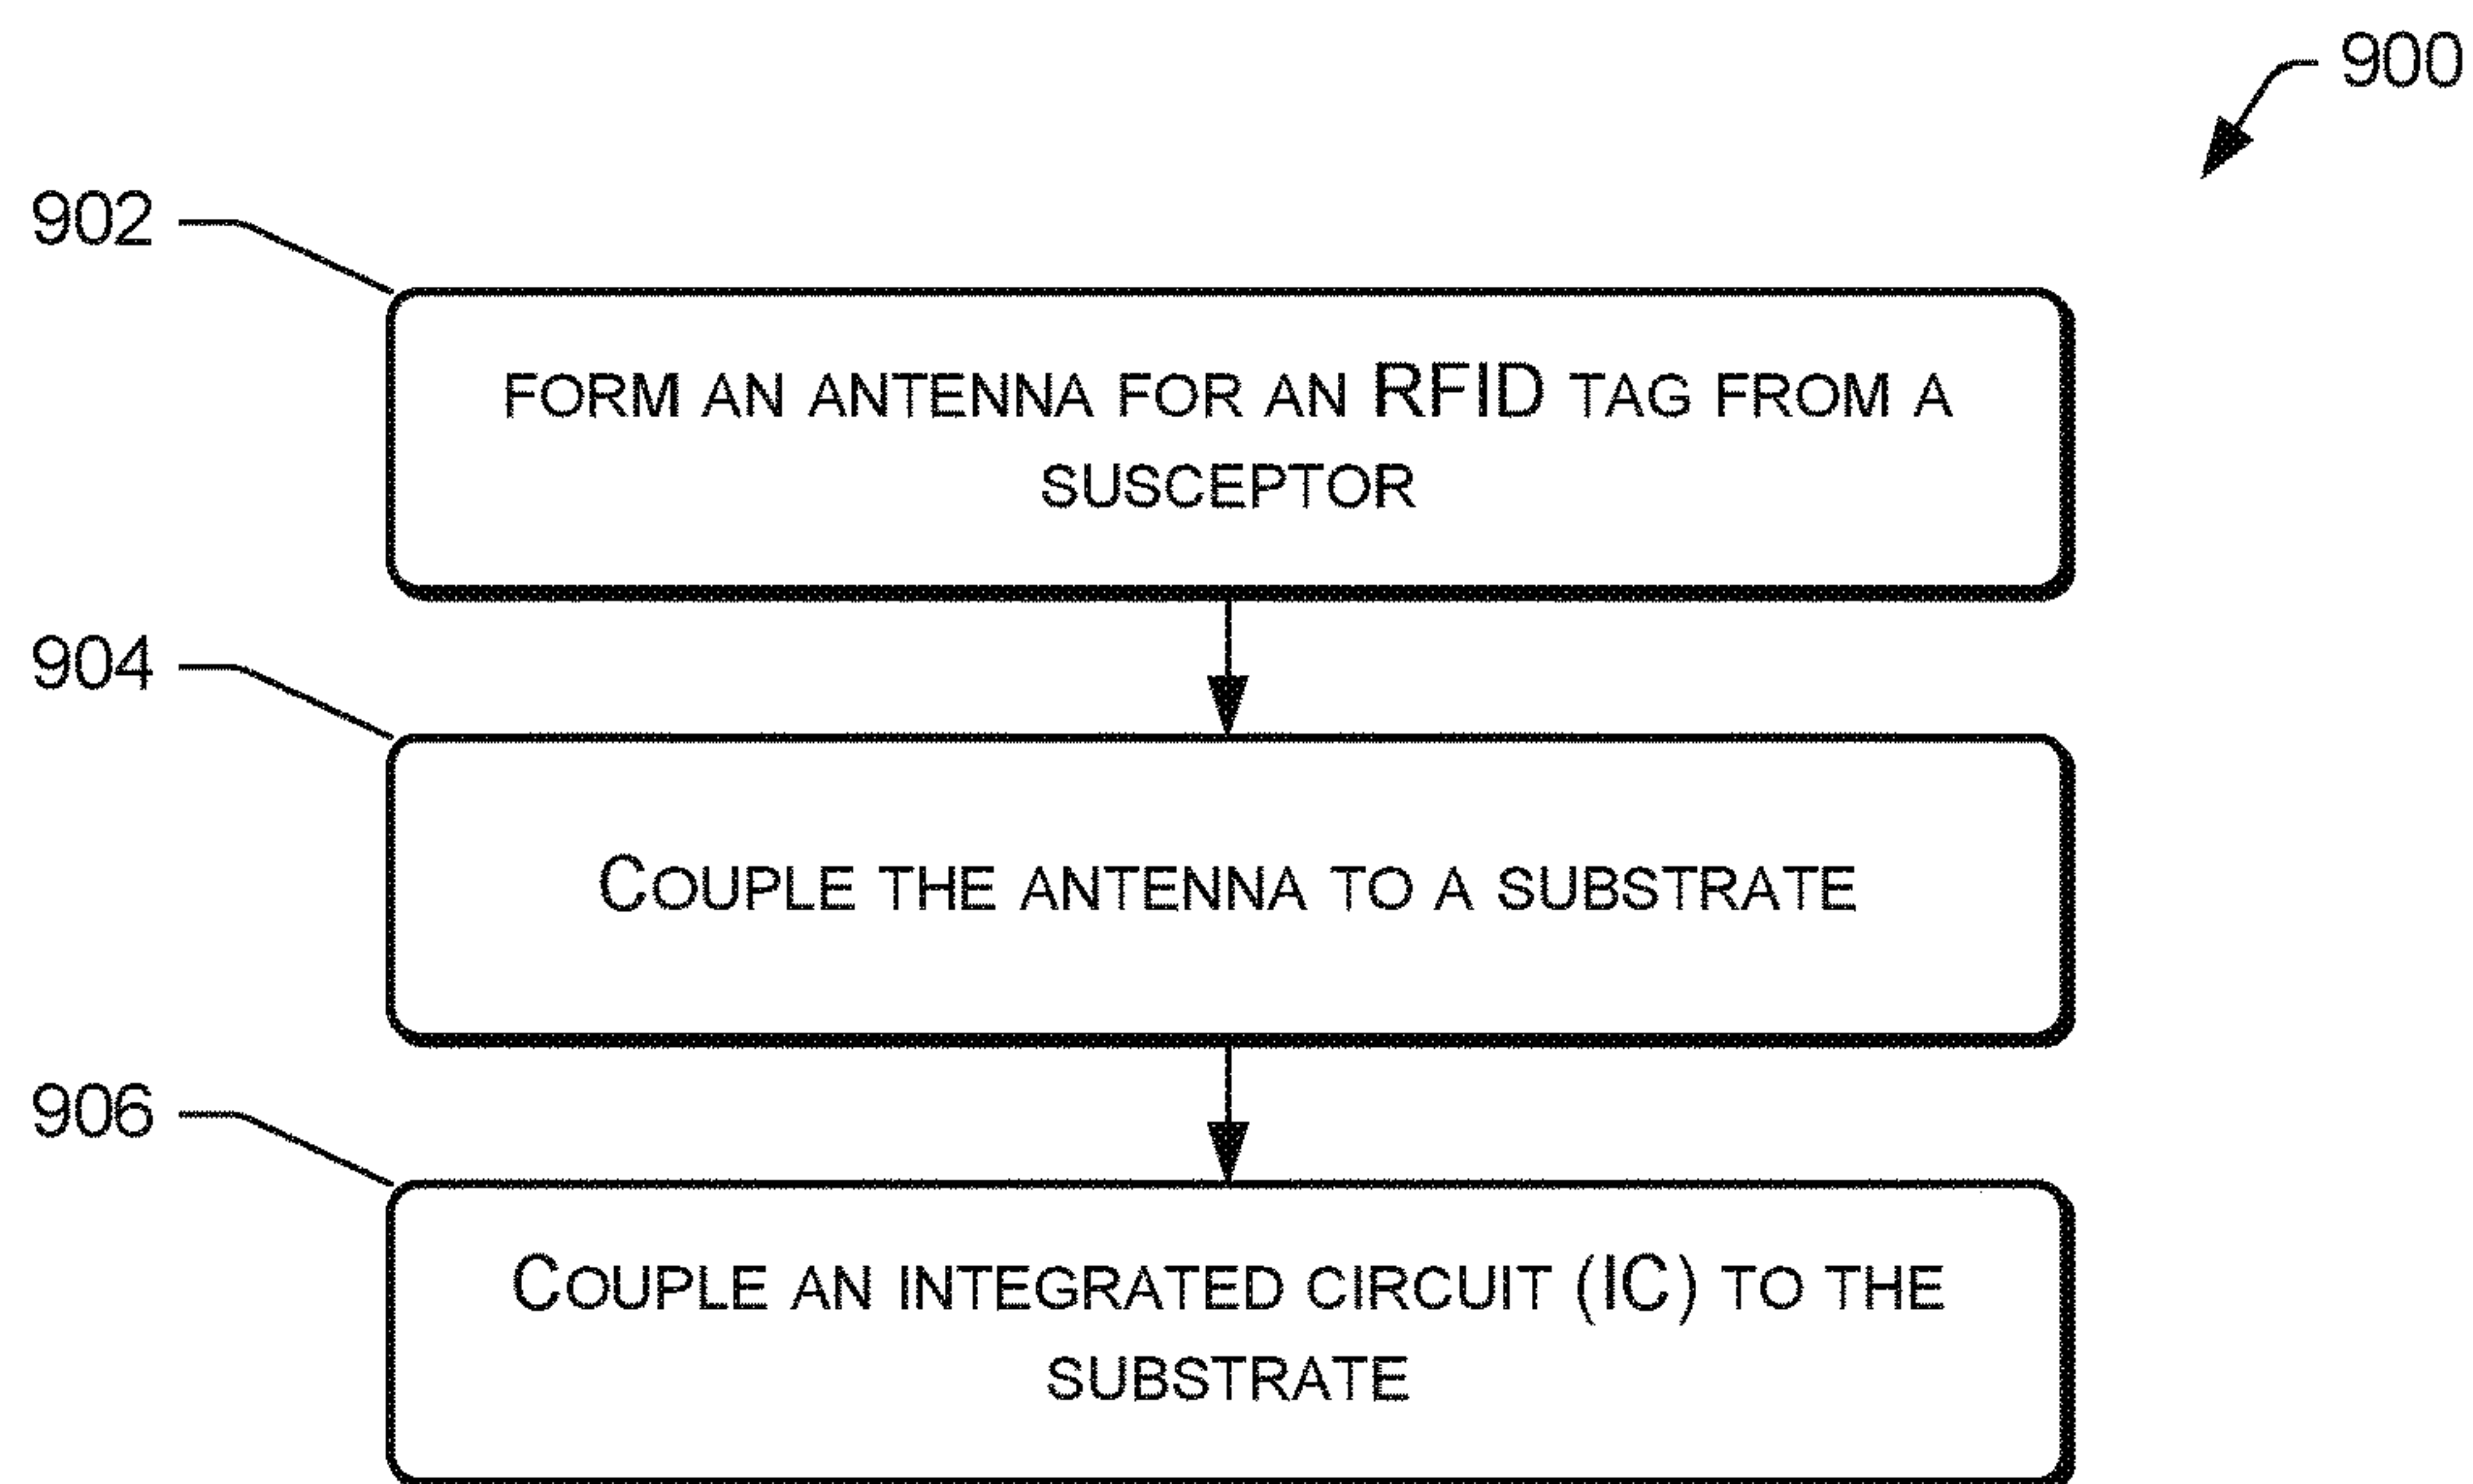 900
902
FORM AN ANTENNA FOR AN RFID TAG FROM A
SUSCEPTOR
904
COUPLE THE ANTENNA TO A SUBSTRATE
906
COUPLE AN INTEGRATED CIRCUIT (IC) TO THE
SUBSTRATE